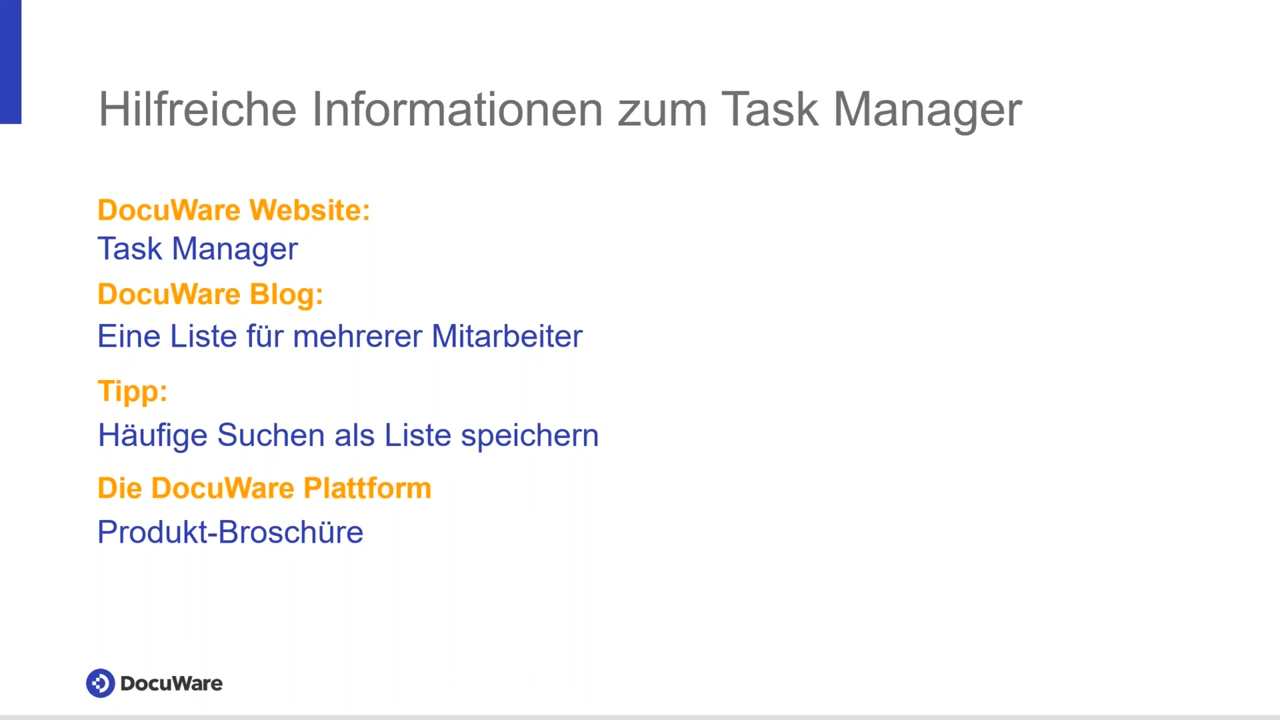 Hilfreiche Informationen zum Task Manager
DocuWare Website:
Task Manager
DocuWare Blog:
Eine Liste für mehrerer Mitarbeiter
Tipp:
Häufige Suchen als Liste speichern
Die DocuWare Plattform
Produkt-Broschüre
DocuWare